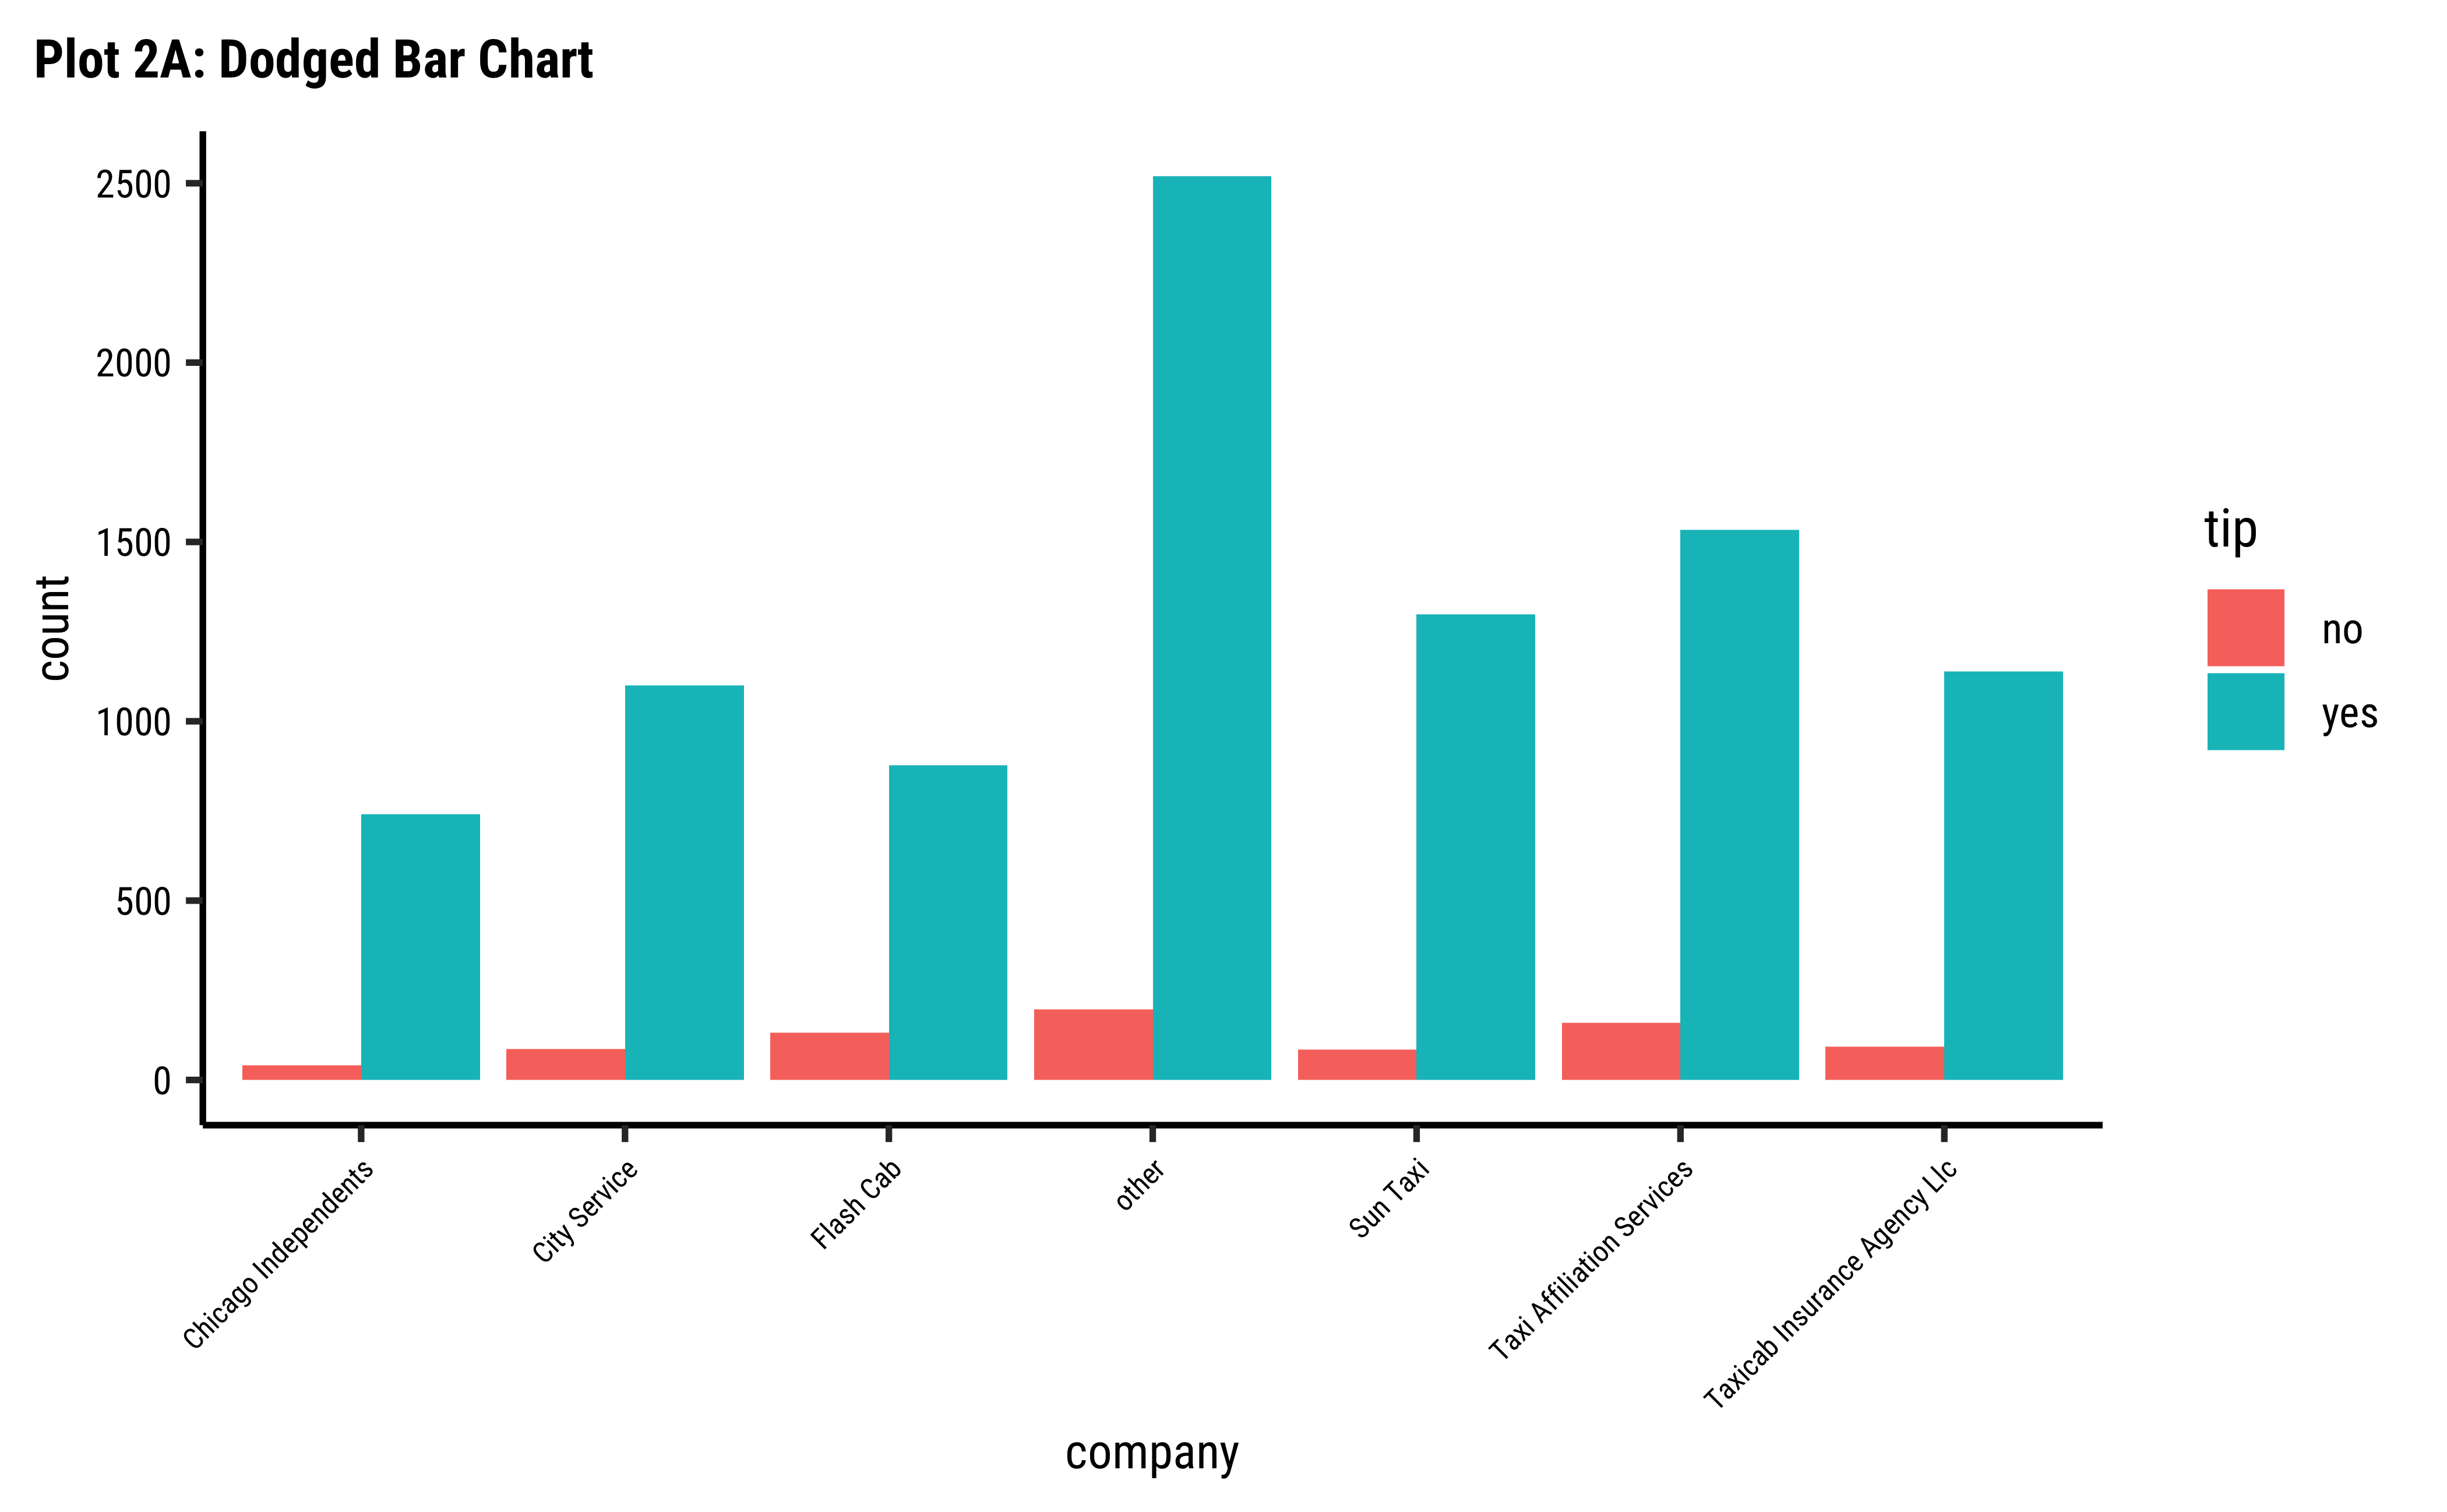 Plot 2A: Dodged Bar Chart
count
2500
2000
1500
1000
500
0
Chicago Independents
City Service
Flash Cab
other
Sun Taxi
Taxi Affiliation Services
Taxicab Insurance Agency Llc
company
tip
no
yes